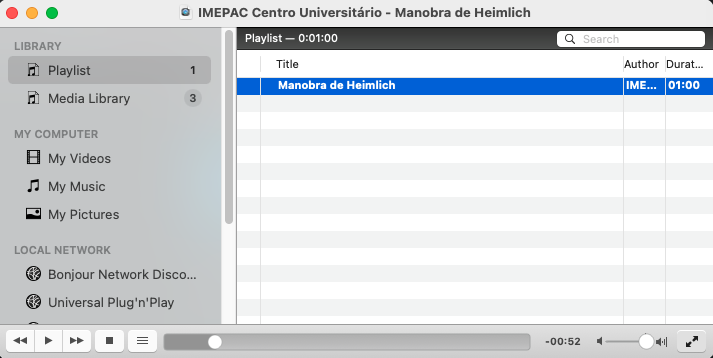 IMEPAC Centro Universitário - Manobra de Heimlich
LIBRARY
Playlist 1
Media Library 3
MY COMPUTER
My Videos
My Music
My Pictures
LOCAL NETWORK
Bonjour Network Disco...
Universal Plug'n'Play
Playlist — 0:01:00
Search
Title Author Durat...
Manobra de Heimlich IME... 01:00
-00:52